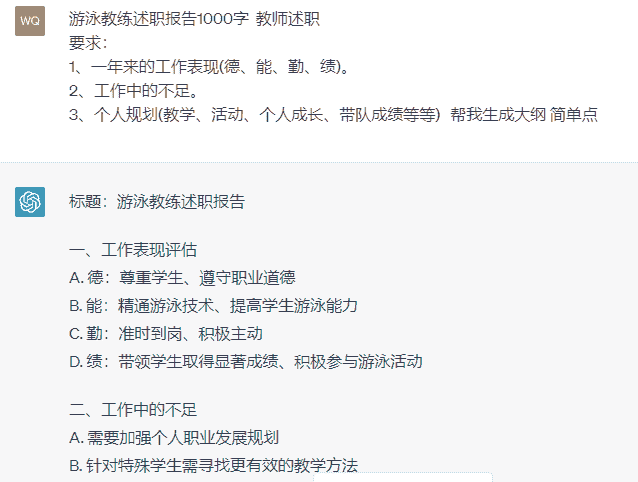 WQ
游泳教练述职报告1000字 教师述职
要求：
1、一年来的工作表现(德、能、勤、绩)。
2、工作中的不足。
3、个人规划(教学、活动、个人成长、带队成绩等等) 帮我生成大纲 简单点
标题：游泳教练述职报告
一、工作表现评估
A. 德：尊重学生、遵守职业道德
B. 能：精通游泳技术、提高学生游泳能力
C. 勤：准时到岗、积极主动
D. 绩：带领学生取得显著成绩、积极参与游泳活动
二、工作中的不足
A. 需要加强个人职业发展规划
B. 针对特殊学生需寻找更有效的教学方法